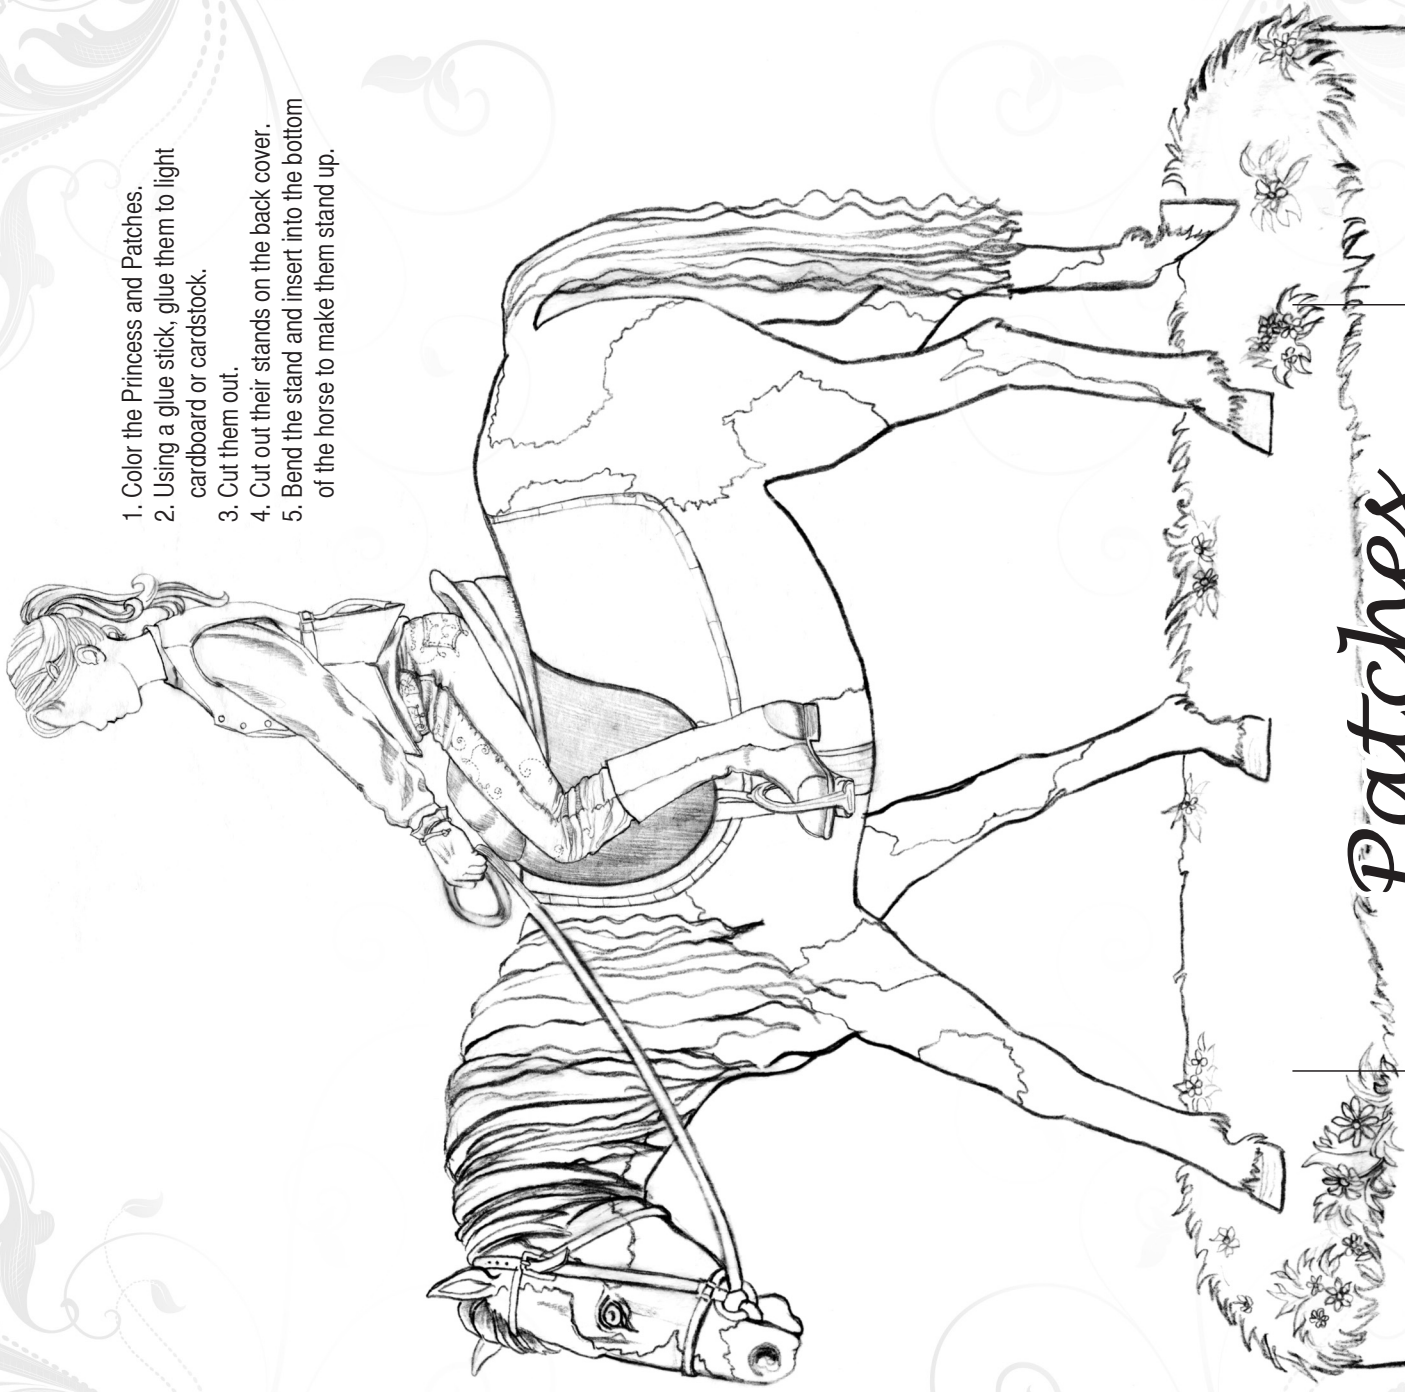 1. Color the Princess and Patches.
2. Using a glue stick, glue them to light
cardboard or cardstock.
3. Cut them out.
4. Cut out their stands on the back cover.
5. Bend the stand and insert into the bottom
of the horse to make them stand up.
Patches